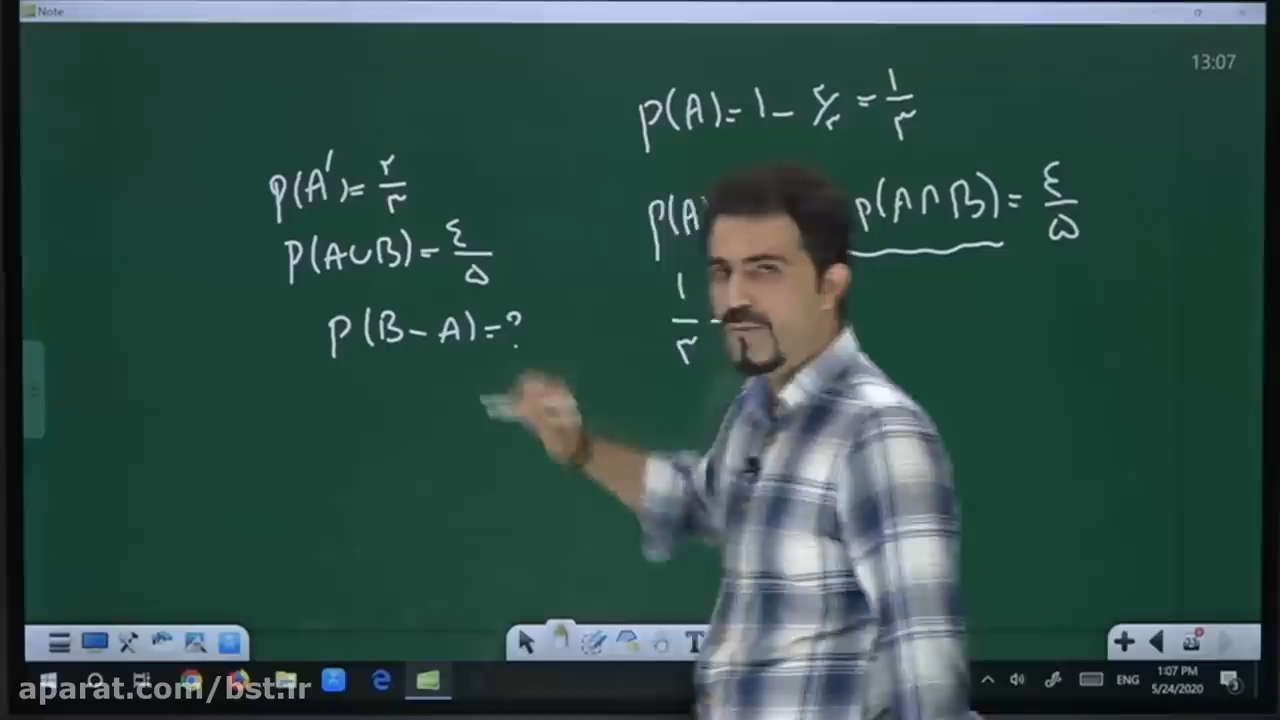 Note
13:07
p(A)=1-۲/۳=۱/۳
p(A')=۲/۳
p(A
p(A∩B)=۴/۵
p(A∪B)=۴/۵
p(B-A)=?
۱/۳
T
1:07 PM
ENG
5/24/2020
aparat.com/bst.ir